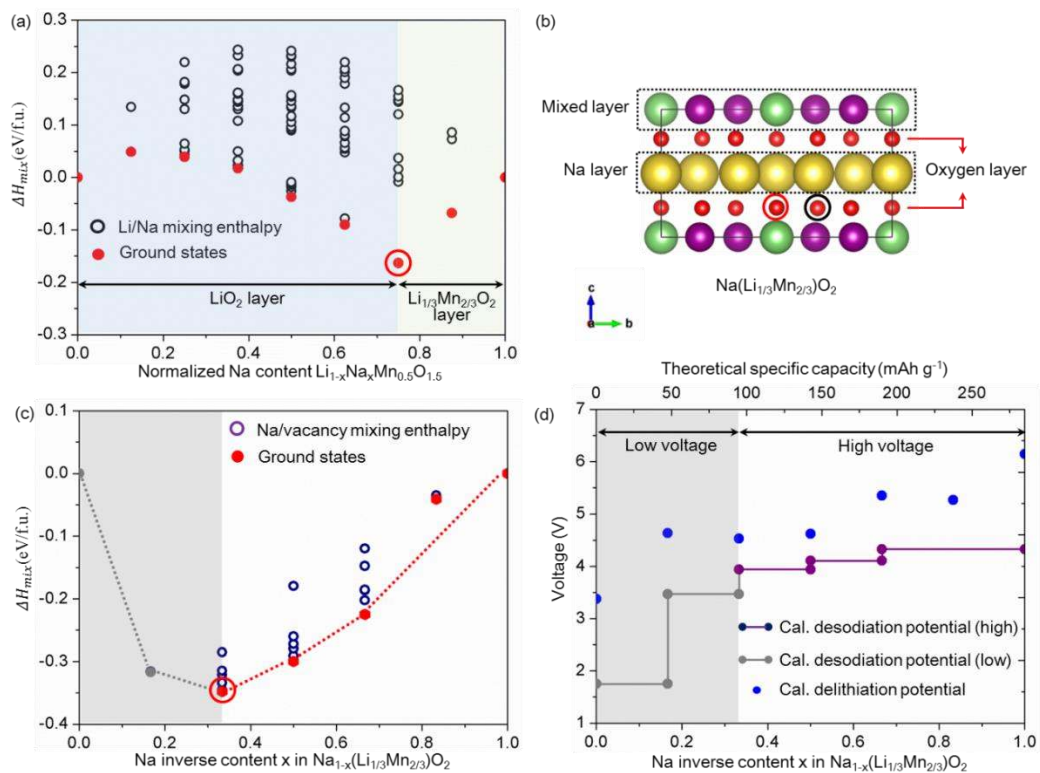 (a)
0.3
0.2
0.1
0.0
-0.1
-0.2
-0.3
ΔHmix(eV/f.u.)
Li/Na mixing enthalpy
Ground states
LiO2 layer
Li1/3Mn2/3O2
layer
0.0 0.2 0.4 0.6 0.8 1.0
Normalized Na content Li1-xNaxMn0.5O1.5
(b)
Mixed layer
Na layer
Oxygen layer
Na(Li1/3Mn2/3)O2
c
a
b
(c)
0.1
0.0
-0.1
-0.2
-0.3
-0.4
ΔHmix(eV/f.u.)
Na/vacancy mixing enthalpy
Ground states
0.0 0.2 0.4 0.6 0.8 1.0
Na inverse content x in Na1-x(Li1/3Mn2/3)O2
Theoretical specific capacity (mAh g-1)
0 50 100 150 200 250
(d)
7
6
5
4
3
2
1
Voltage (V)
Low voltage
High voltage
Cal. desodiation potential (high)
Cal. desodiation potential (low)
Cal. delithiation potential
0.0 0.2 0.4 0.6 0.8 1.0
Na inverse content x in Na1-x(Li1/3Mn2/3)O2